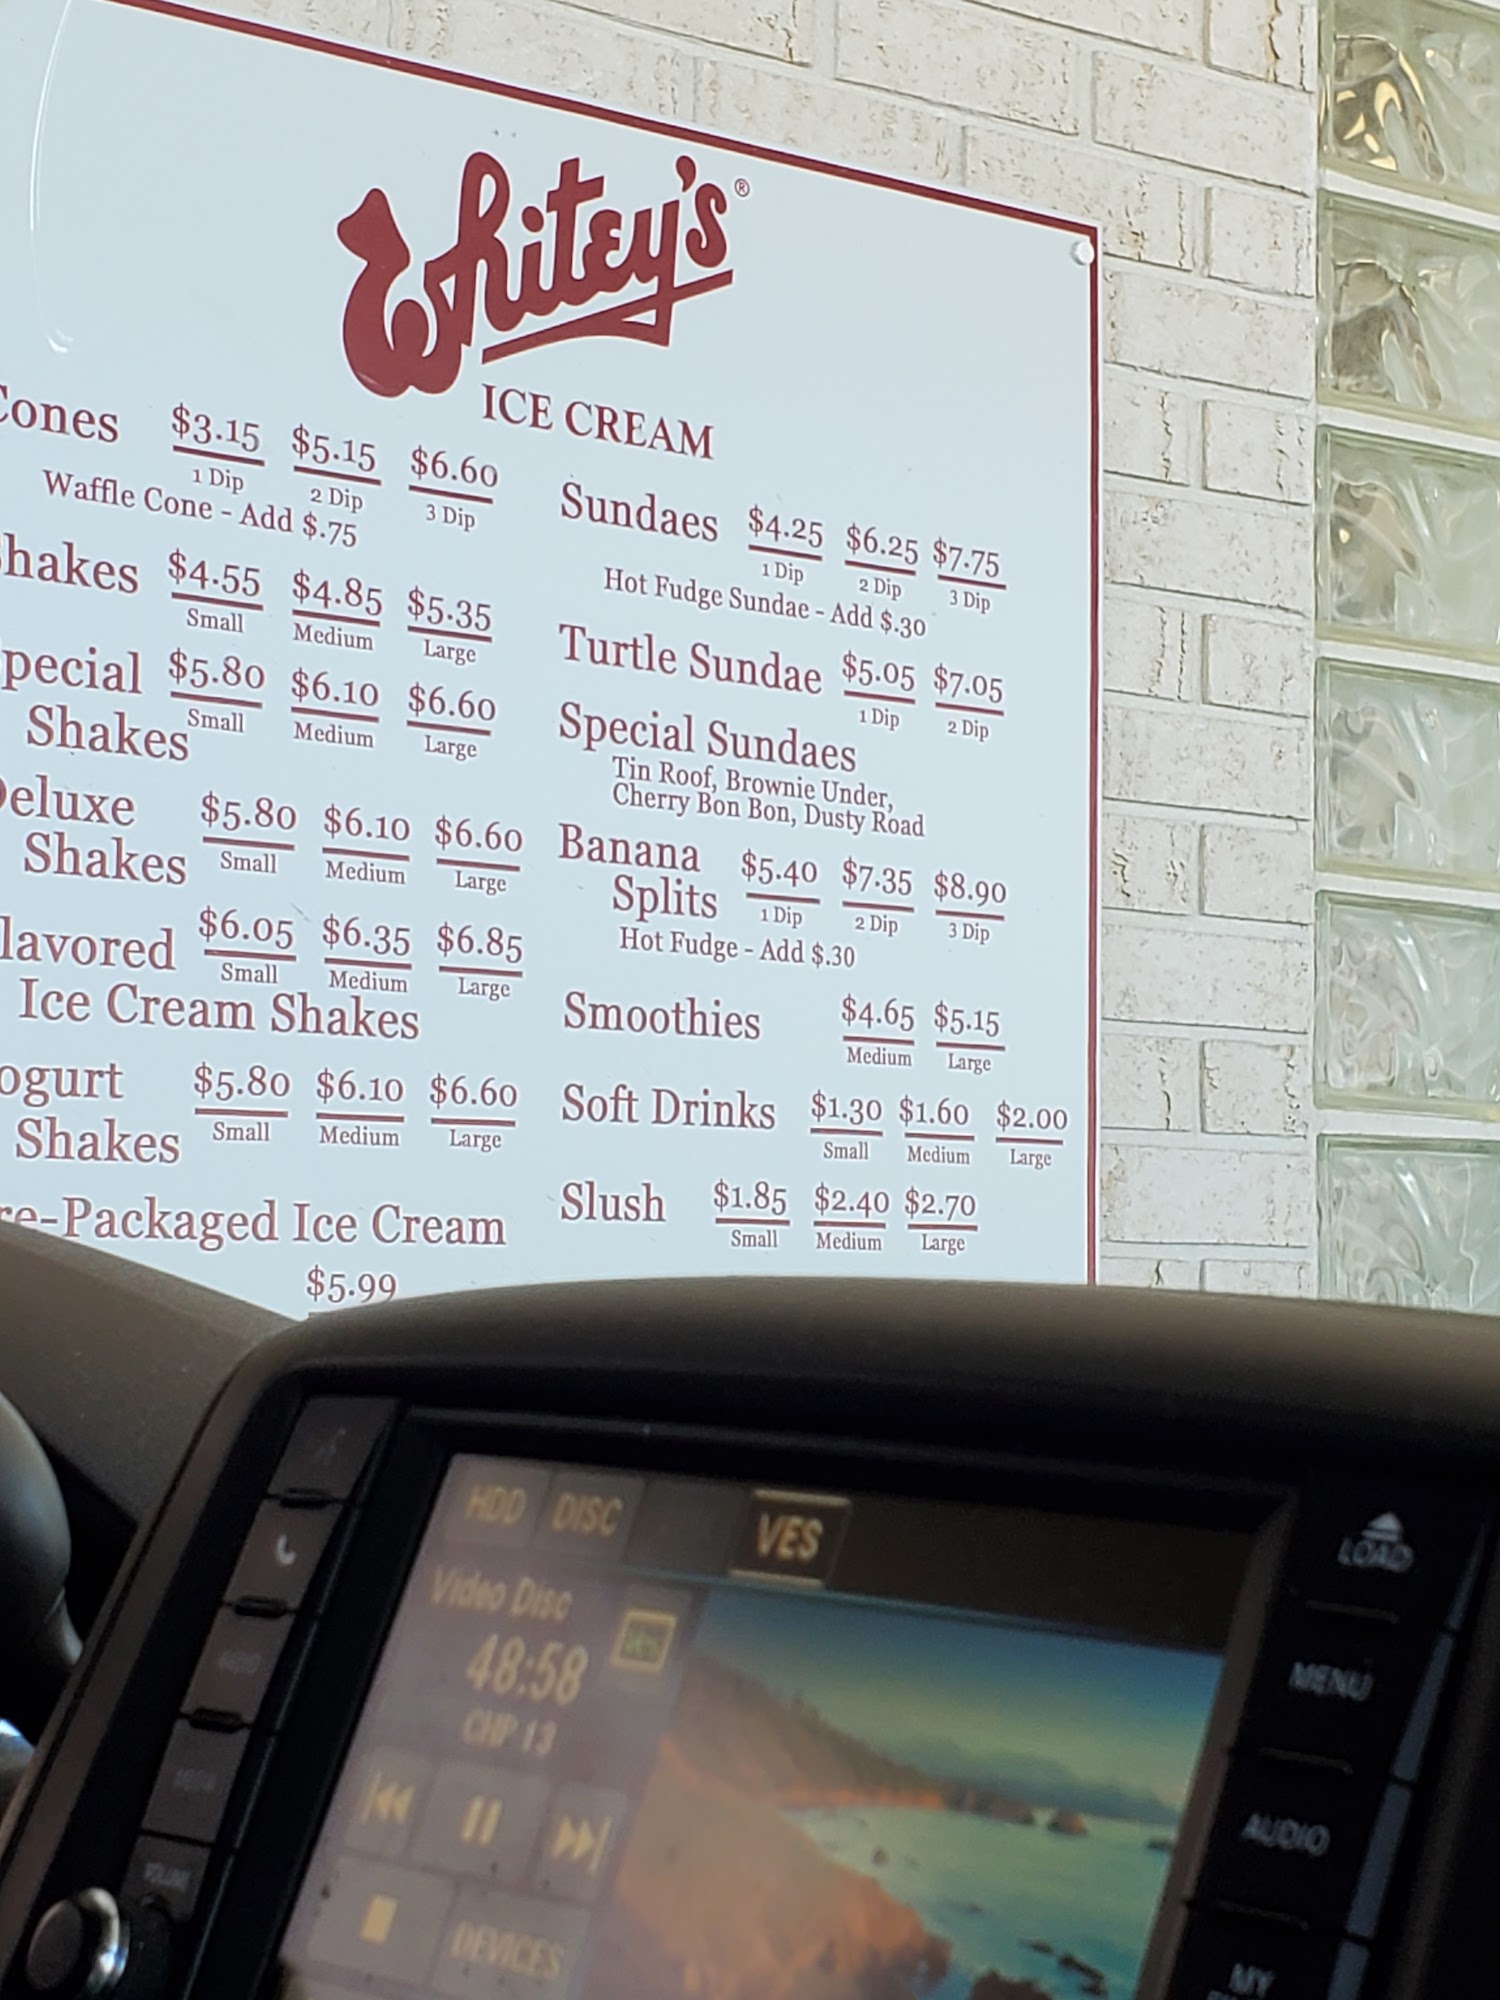 Whitey's®
ICE CREAM
Cones $3.15 $5.15 $6.60
1 Dip 2 Dip 3 Dip
Waffle Cone - Add $.75
hakes $4.55 $4.85 $5.35
Small Medium Large
pecial $5.80 $6.10 $6.60
Shakes Small Medium Large
Deluxe $5.80 $6.10 $6.60
Shakes Small Medium Large
lavored $6.05 $6.35 $6.85
Small Medium Large
Ice Cream Shakes
ogurt $5.80 $6.10 $6.60
Shakes Small Medium Large
re-Packaged Ice Cream
$5.99
Sundaes $4.25 $6.25 $7.75
1 Dip 2 Dip 3 Dip
Hot Fudge Sundae - Add $.30
Turtle Sundae $5.05 $7.05
1 Dip 2 Dip
Special Sundaes
Tin Roof, Brownie Under,
Cherry Bon Bon, Dusty Road
Banana $5.40 $7.35 $8.90
Splits 1 Dip 2 Dip 3 Dip
Hot Fudge - Add $.30
Smoothies $4.65 $5.15
Medium Large
Soft Drinks $1.30 $1.60 $2.00
Small Medium Large
Slush $1.85 $2.40 $2.70
Small Medium Large
HDD DISC VES
Video Disc
48:58
CHP 13
DEVICES
VOLUME
LOAD
MENU
AUDIO
MY